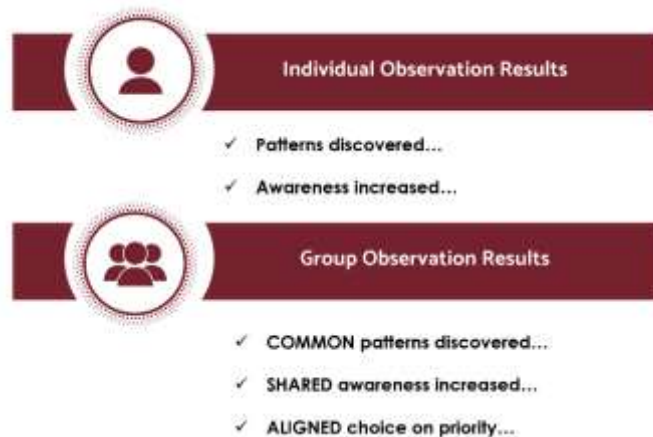 Individual Observation Results
✓ Patterns discovered...
✓ Awareness increased...
Group Observation Results
✓ COMMON patterns discovered...
✓ SHARED awareness increased...
✓ ALIGNED choice on priority...